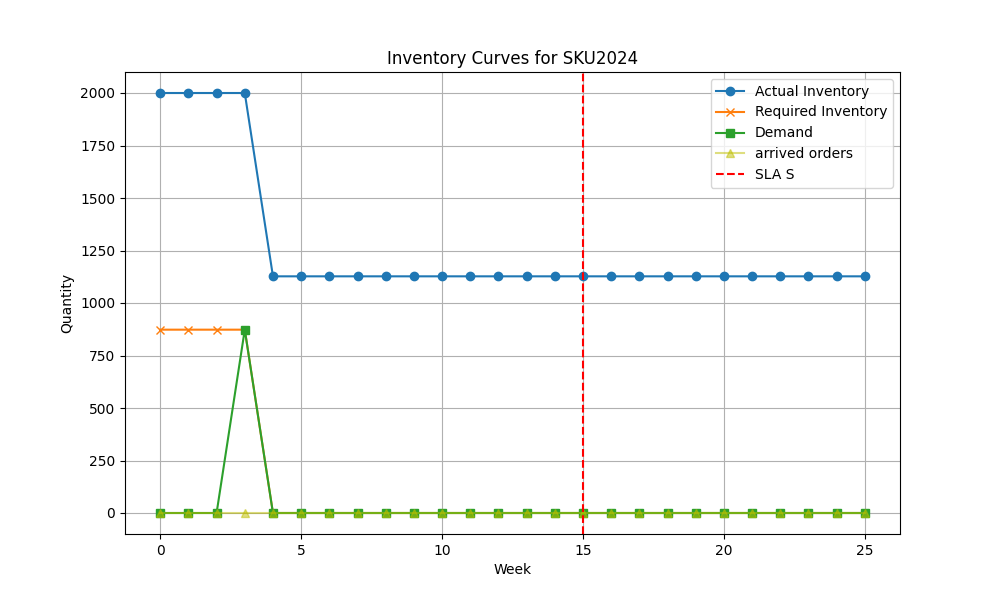 Inventory Curves for SKU2024
Actual Inventory
Required Inventory
Demand
arrived orders
SLA S
Quantity
2000
1750
1500
1250
1000
750
500
250
0
0 5 10 15 20 25
Week